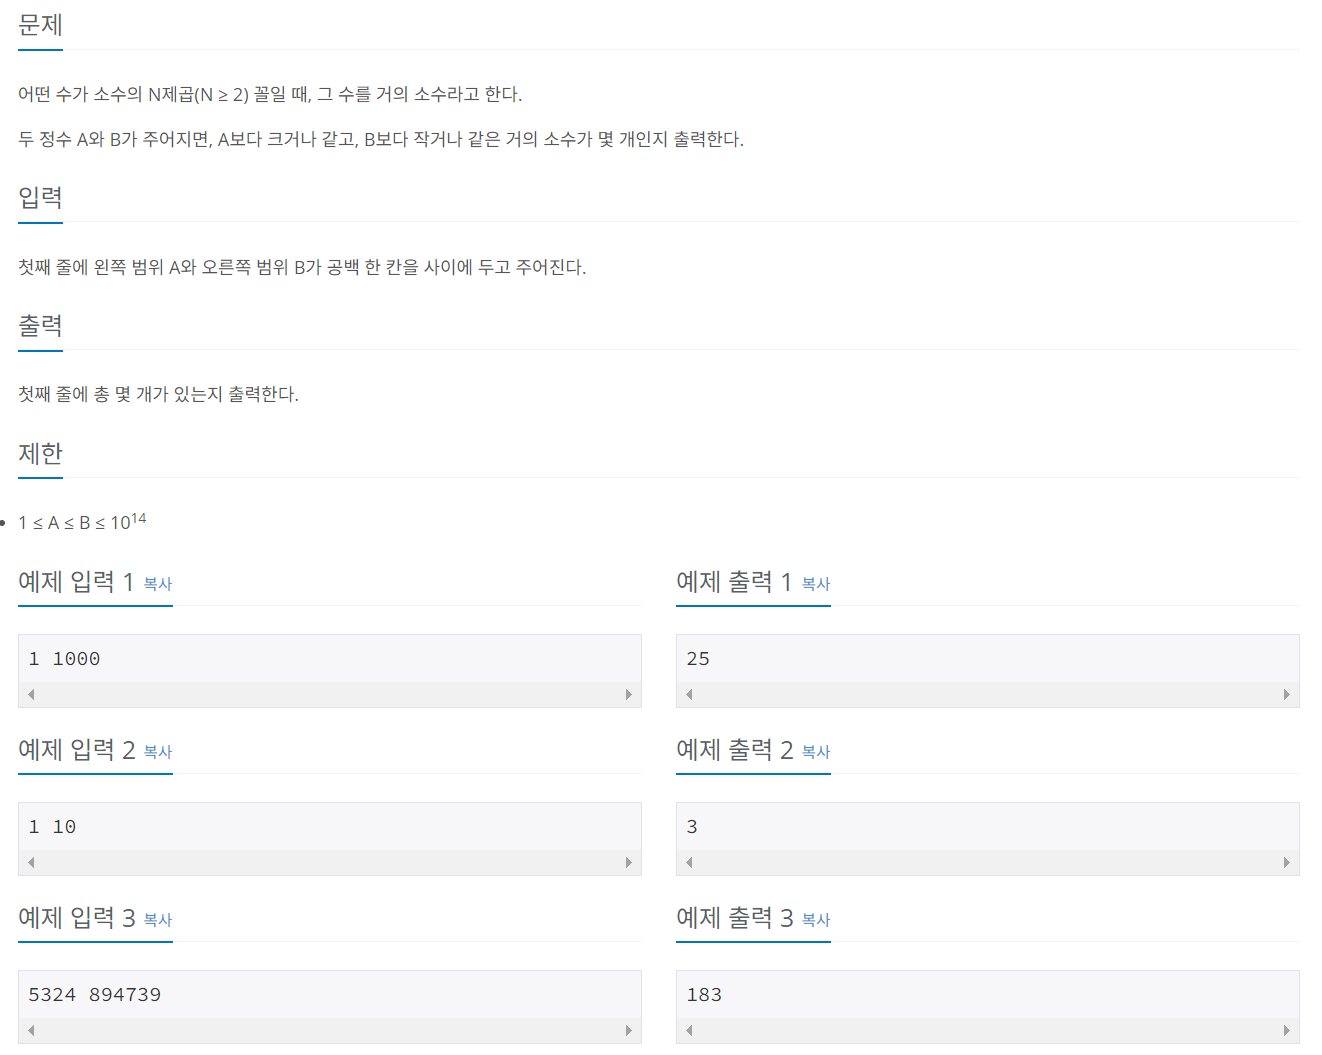 문제
어떤 수가 소수의 N제곱(N ≥ 2) 꼴일 때, 그 수를 거의 소수라고 한다.
두 정수 A와 B가 주어지면, A보다 크거나 같고, B보다 작거나 같은 거의 소수가 몇 개인지 출력한다.
입력
첫째 줄에 왼쪽 범위 A와 오른쪽 범위 B가 공백 한 칸을 사이에 두고 주어진다.
출력
첫째 줄에 총 몇 개가 있는지 출력한다.
제한
• 1 ≤ A ≤ B ≤ 10¹⁴
예제 입력 1 복사
1 1000
예제 출력 1 복사
25
예제 입력 2 복사
1 10
예제 출력 2 복사
3
예제 입력 3 복사
5324 894739
예제 출력 3 복사
183